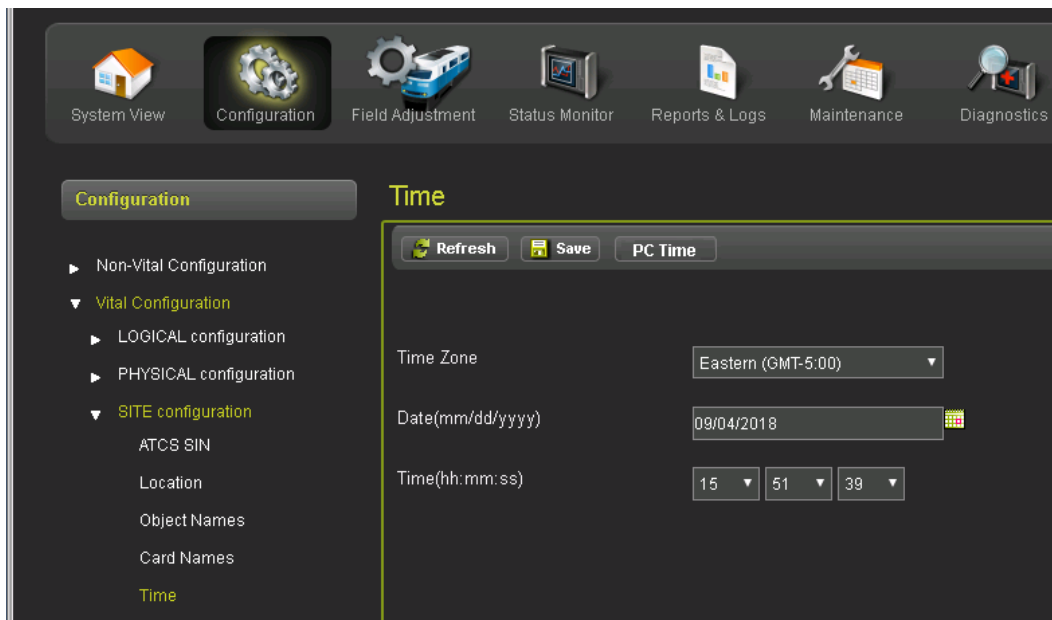 System View
Configuration
Field Adjustment
Status Monitor
Reports & Logs
Maintenance
Diagnostics
Configuration
Non-Vital Configuration
Vital Configuration
LOGICAL configuration
PHYSICAL configuration
SITE configuration
ATCS SIN
Location
Object Names
Card Names
Time
Time
Refresh
Save
PC Time
Time Zone
Eastern (GMT-5:00)
Date(mm/dd/yyyy)
09/04/2018
Time(hh:mm:ss)
15 51 39